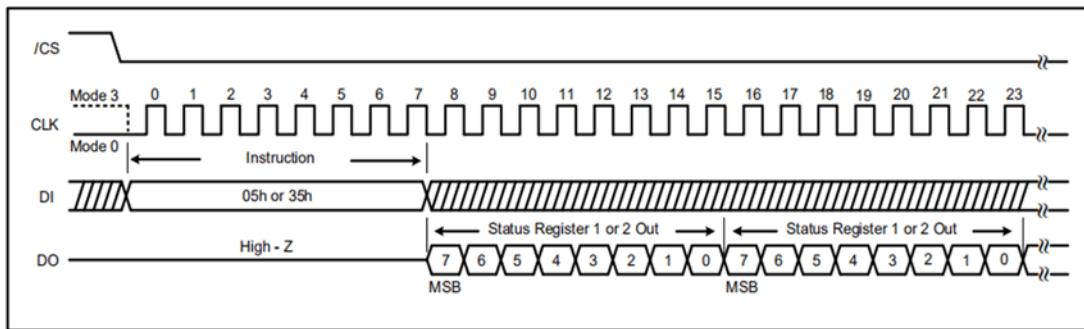 /CS
Mode 3 0 1 2 3 4 5 6 7 8 9 10 11 12 13 14 15 16 17 18 19 20 21 22 23
CLK
Mode 0
Instruction
DI 05h or 35h
Status Register 1 or 2 Out Status Register 1 or 2 Out
High - Z
DO 7 6 5 4 3 2 1 0 7 6 5 4 3 2 1 0
MSB MSB